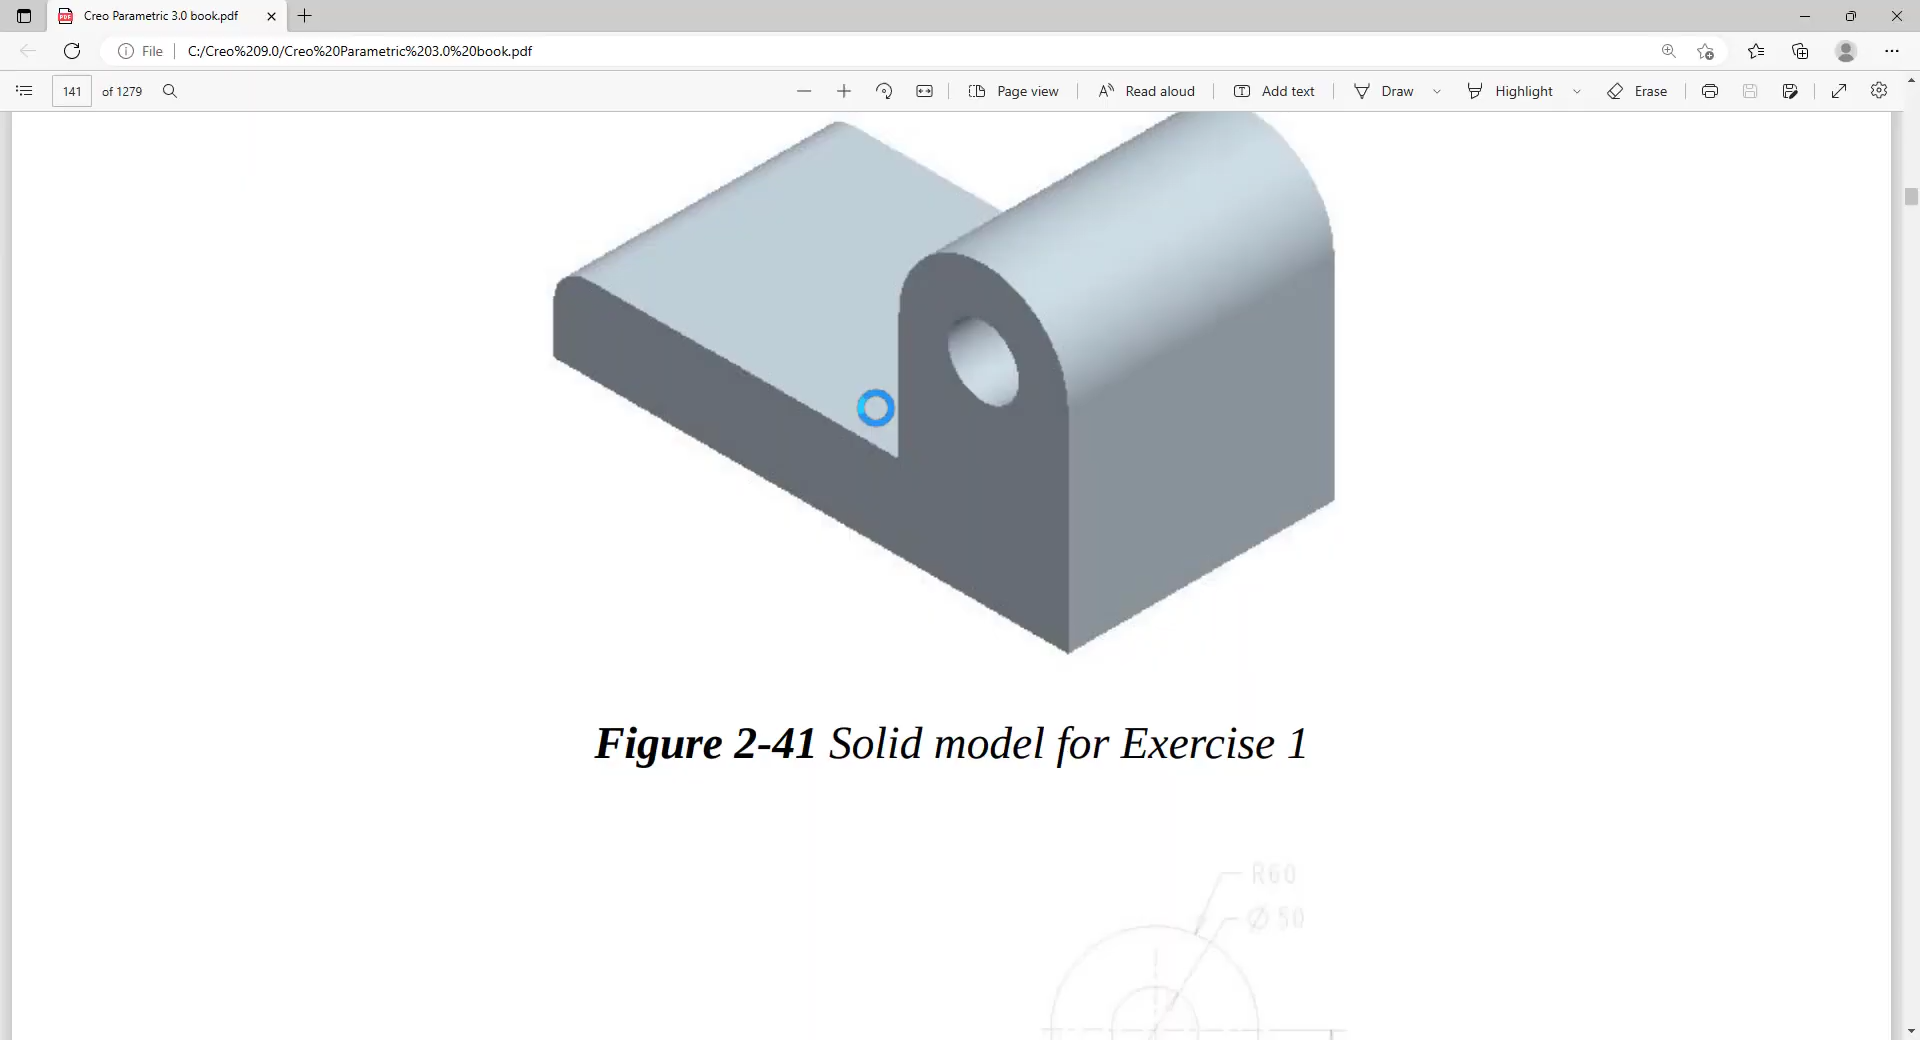 Creo Parametric 3.0 book.pdf
File
C:/Creo%209.0/Creo%20Parametric%203.0%20book.pdf
141 of 1279
Page view
Read aloud
Add text
Draw
Highlight
Erase
Figure 2-41 Solid model for Exercise 1
R60
Ø 50